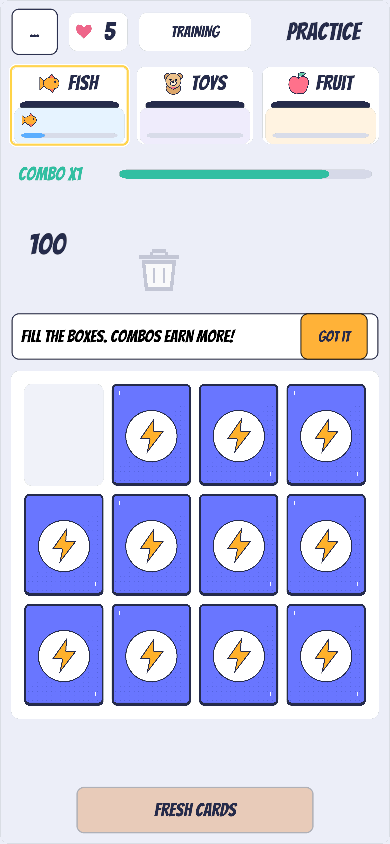 ...
5
TRAINING
PRACTICE
FISH
TOYS
FRUIT
COMBO X1
100
FILL THE BOXES. COMBOS EARN MORE!
GOT IT
FRESH CARDS